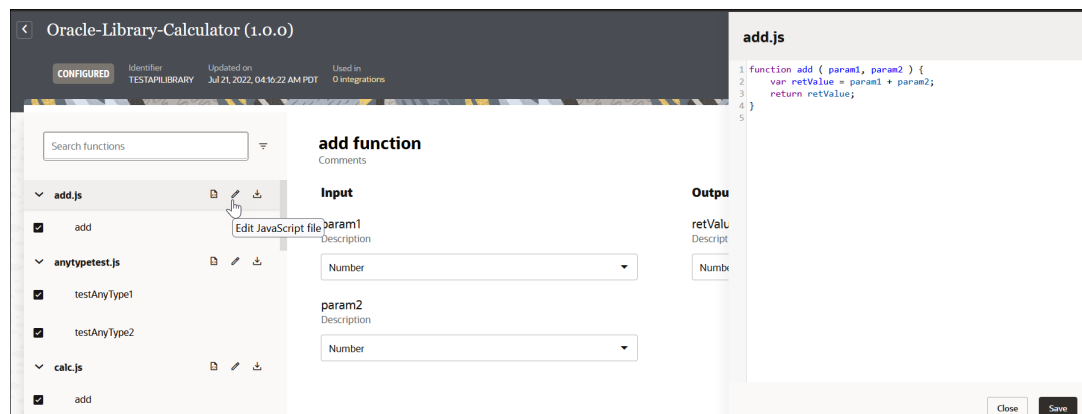 Oracle-Library-Calculator (1.0.0)
CONFIGURED
Identifier
TESTAPILIBRARY
Updated on
Jul 21, 2022, 04:16:22 AM PDT
Used in
0 integrations
Search functions
add.js
add
Edit JavaScript file
anytypetest.js
testAnyType1
testAnyType2
calc.js
add
add function
Comments
Input
param1
Description
Number
param2
Description
Number
Outpu
retValu
Descript
Numbe
add.js
1 function add ( param1, param2 ) {
2 var retValue = param1 + param2;
3 return retValue;
4 }
5
Close
Save